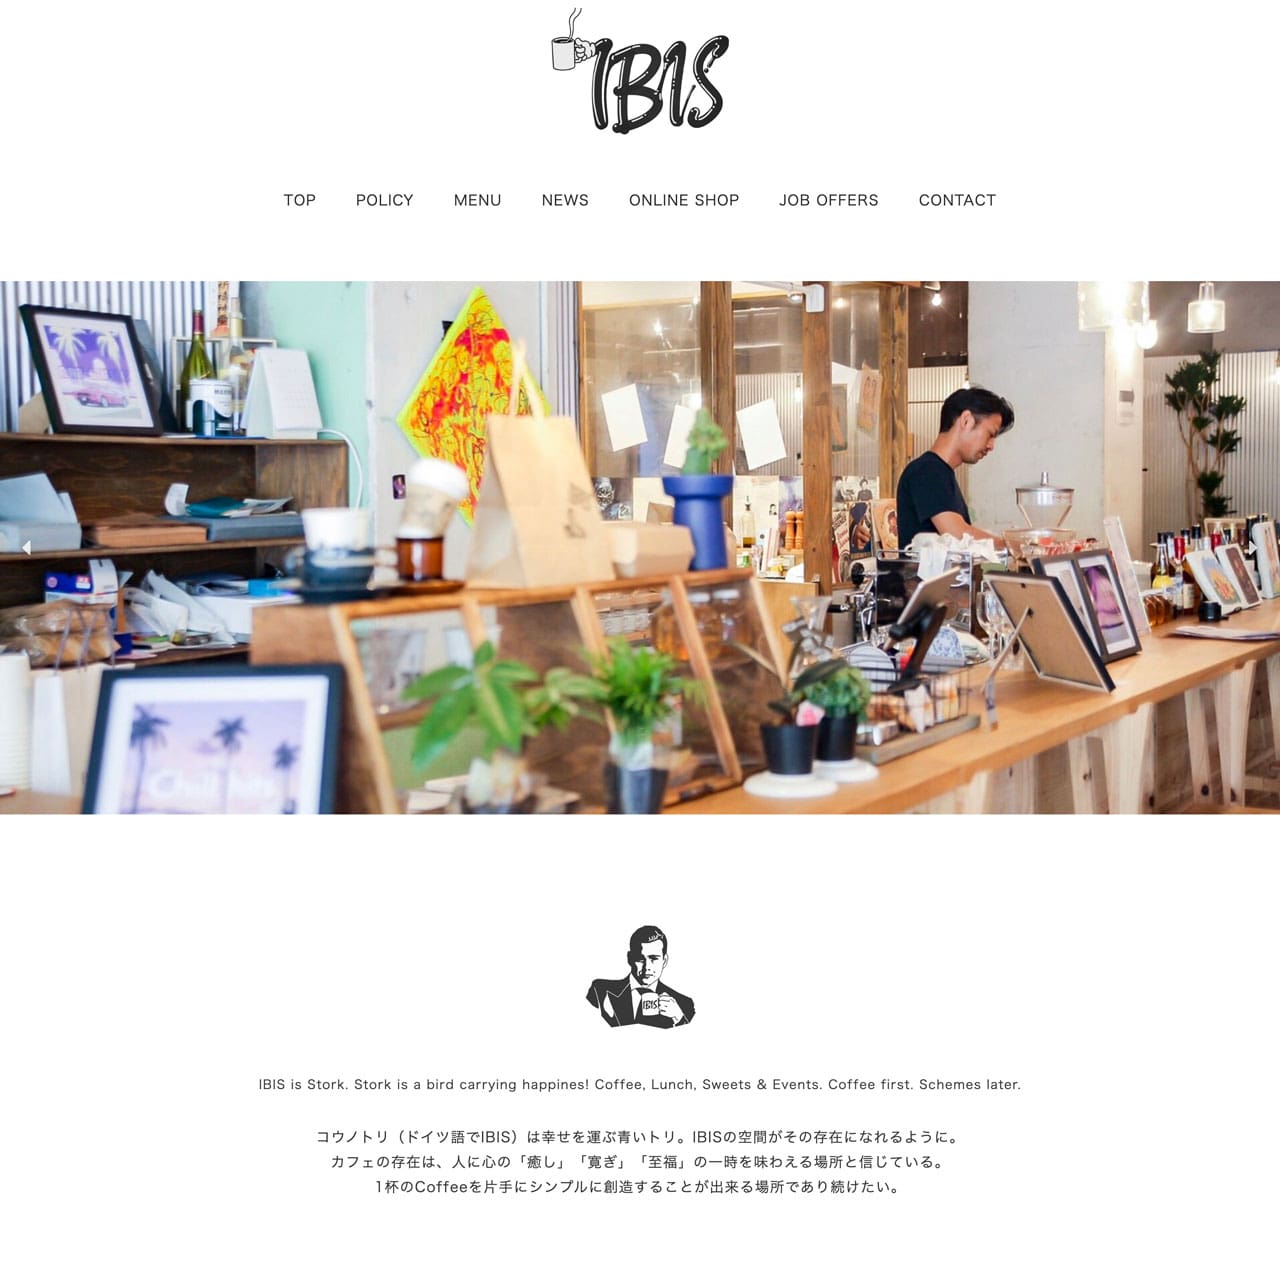 IBIS
TOP POLICY MENU NEWS ONLINE SHOP JOB OFFERS CONTACT
IBIS
IBIS is Stork. Stork is a bird carrying happines! Coffee, Lunch, Sweets & Events. Coffee first. Schemes later.
コウノトリ（ドイツ語でIBIS）は幸せを運ぶ青いトリ。IBISの空間がその存在になれるように。
カフェの存在は、人に心の「癒し」「寛ぎ」「至福」の一時を味わえる場所と信じている。
1杯のCoffeeを片手にシンプルに創造することが出来る場所であり続けたい。